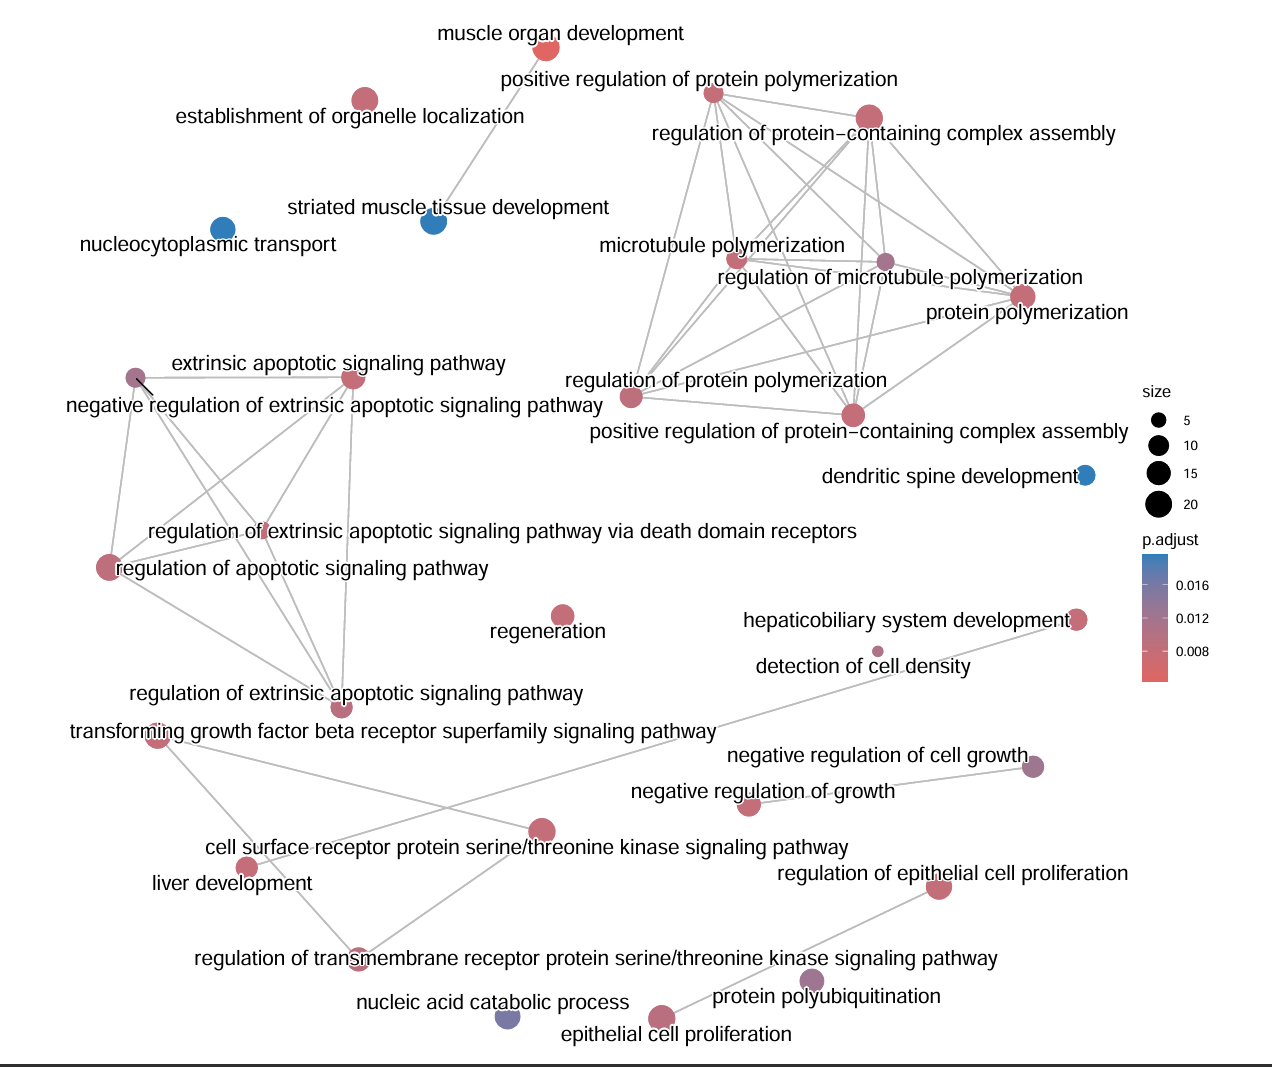 muscle organ development
positive regulation of protein polymerization
establishment of organelle localization
regulation of protein−containing complex assembly
striated muscle tissue development
nucleocytoplasmic transport
microtubule polymerization
regulation of microtubule polymerization
protein polymerization
extrinsic apoptotic signaling pathway
regulation of protein polymerization
negative regulation of extrinsic apoptotic signaling pathway
positive regulation of protein−containing complex assembly
dendritic spine development
size
5
10
15
20
regulation of extrinsic apoptotic signaling pathway via death domain receptors
p.adjust
0.016
0.012
0.008
regulation of apoptotic signaling pathway
regeneration
hepaticobiliary system development
detection of cell density
regulation of extrinsic apoptotic signaling pathway
transforming growth factor beta receptor superfamily signaling pathway
negative regulation of cell growth
negative regulation of growth
cell surface receptor protein serine/threonine kinase signaling pathway
liver development
regulation of epithelial cell proliferation
regulation of transmembrane receptor protein serine/threonine kinase signaling pathway
nucleic acid catabolic process
protein polyubiquitination
epithelial cell proliferation